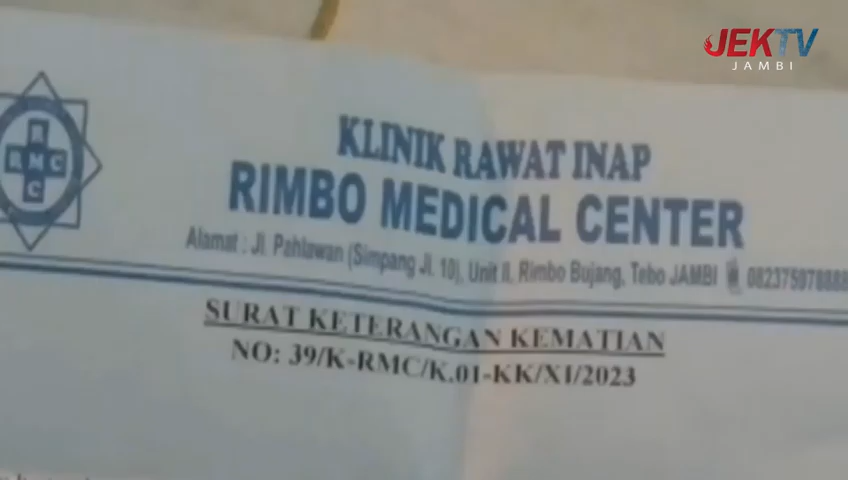 JEKTV
JAMBI
KLINIK RAWAT INAP
RIMBO MEDICAL CENTER
RMC
Alamat : Jl. Pahlawan (Simpang Jl. 10), Unit II, Rimbo Bujang, Tebo JAMBI
SURAT KETERANGAN KEMATIAN
NO: 39/K-RMC/K.01-KK/XI/2023